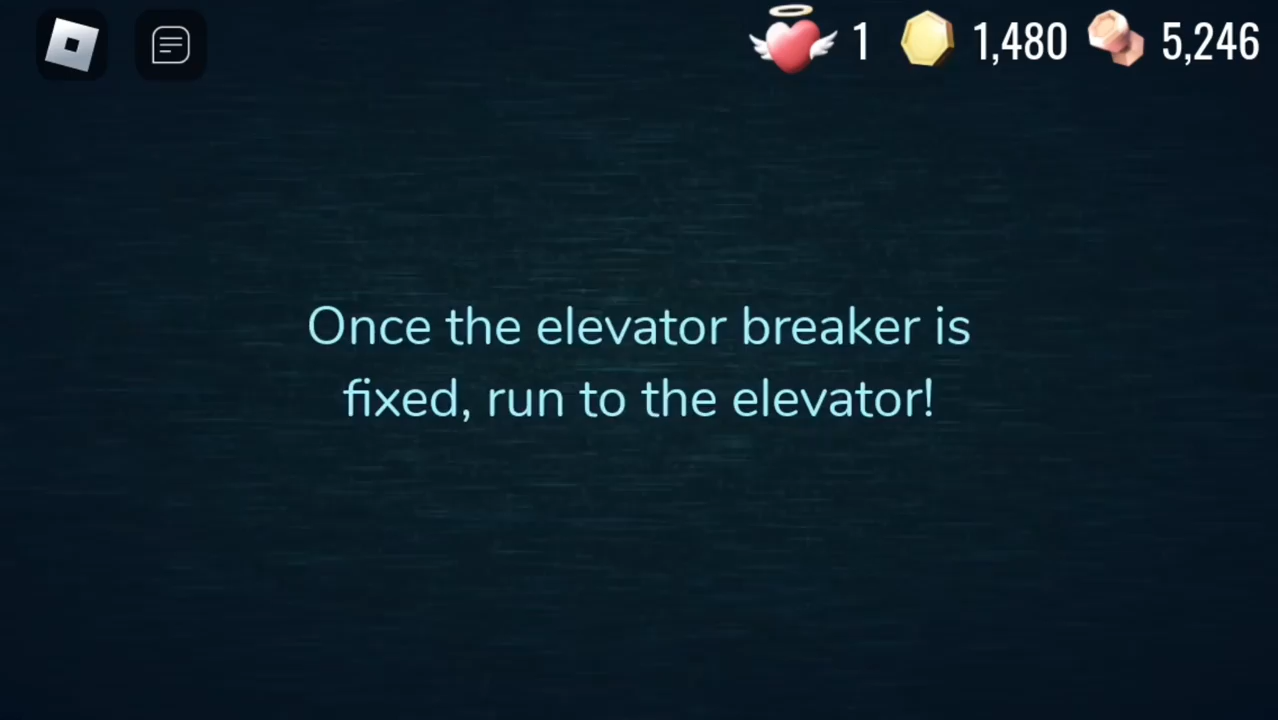 1 1,480 5,246
Once the elevator breaker is
fixed, run to the elevator!